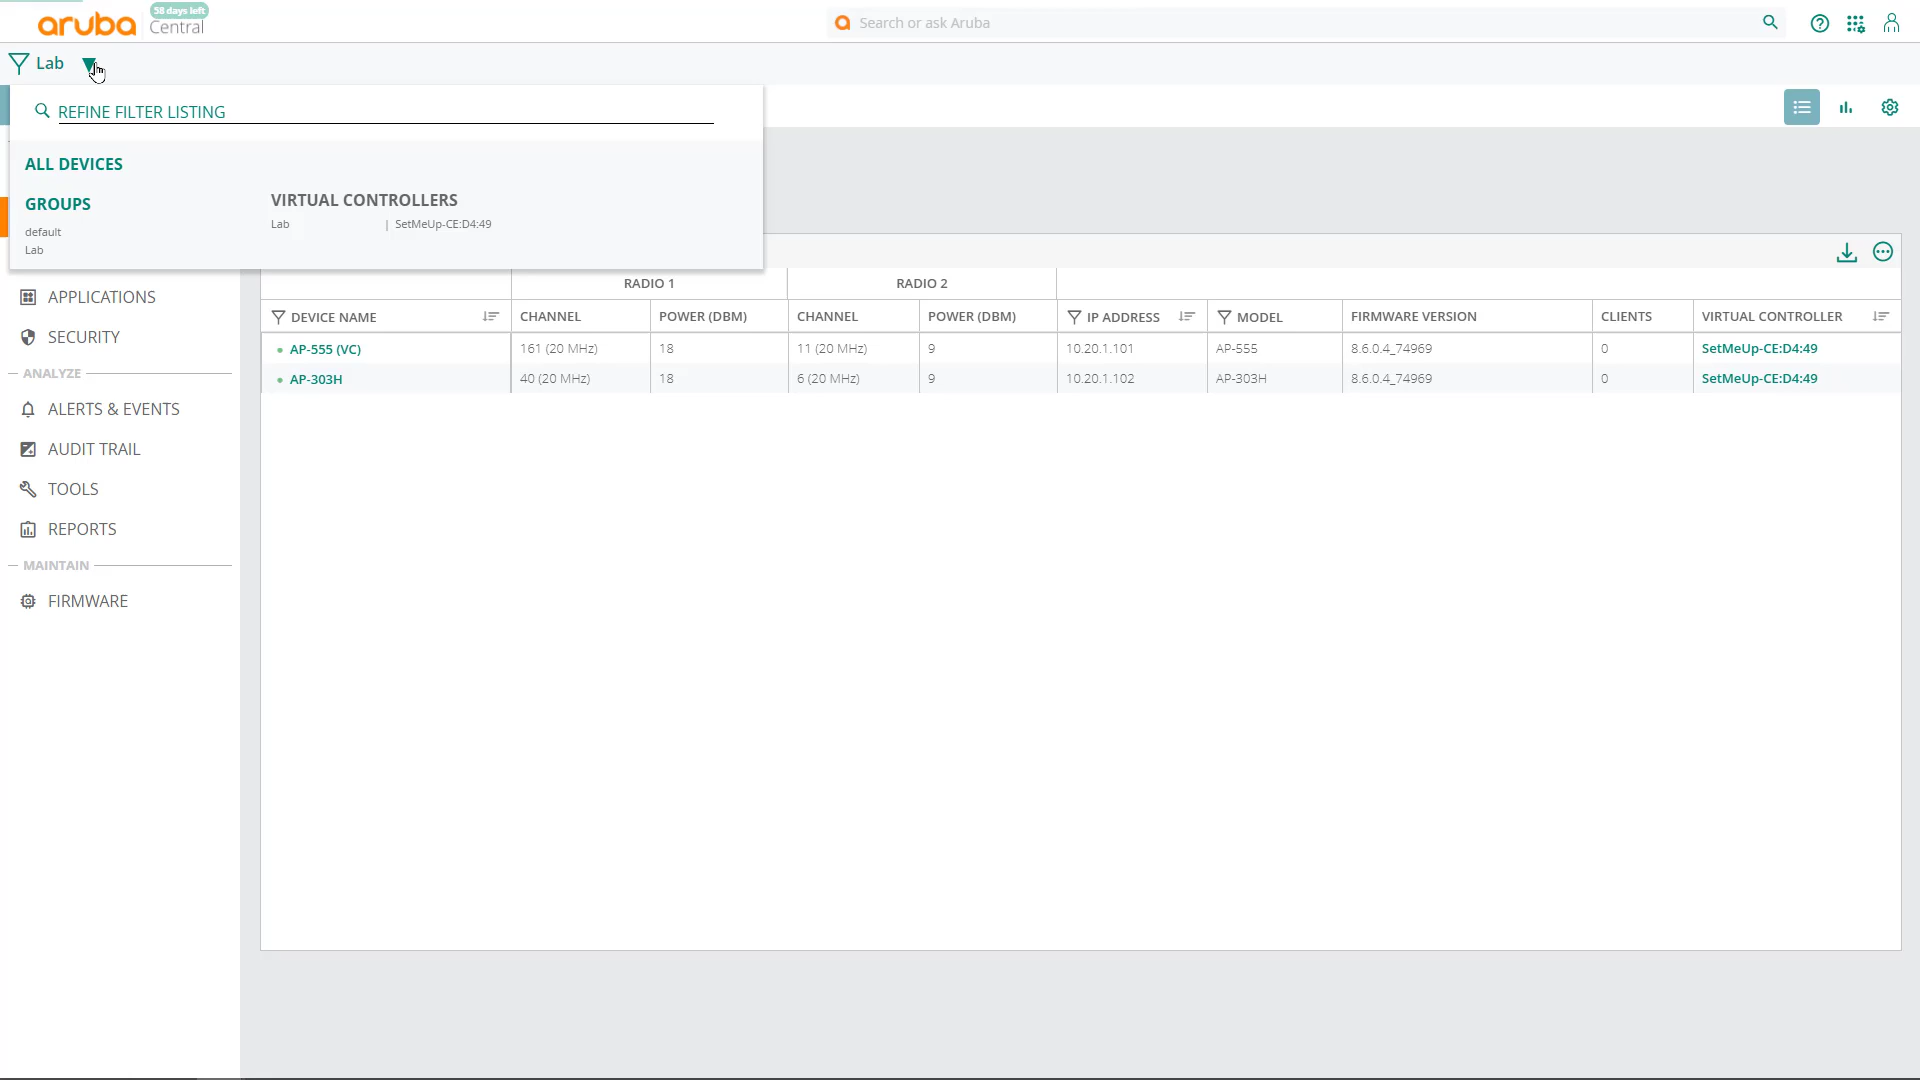 58 days left
aruba Central
Search or ask Aruba
Lab
REFINE FILTER LISTING
ALL DEVICES
GROUPS
default
Lab
VIRTUAL CONTROLLERS
Lab | SetMeUp-CE:D4:49
APPLICATIONS
SECURITY
ANALYZE
ALERTS & EVENTS
AUDIT TRAIL
TOOLS
REPORTS
MAINTAIN
FIRMWARE
RADIO 1 RADIO 2
DEVICE NAME CHANNEL POWER (DBM) CHANNEL POWER (DBM) IP ADDRESS MODEL FIRMWARE VERSION CLIENTS VIRTUAL CONTROLLER
AP-555 (VC) 161 (20 MHz) 18 11 (20 MHz) 9 10.20.1.101 AP-555 8.6.0.4_74969 0 SetMeUp-CE:D4:49
AP-303H 40 (20 MHz) 18 6 (20 MHz) 9 10.20.1.102 AP-303H 8.6.0.4_74969 0 SetMeUp-CE:D4:49